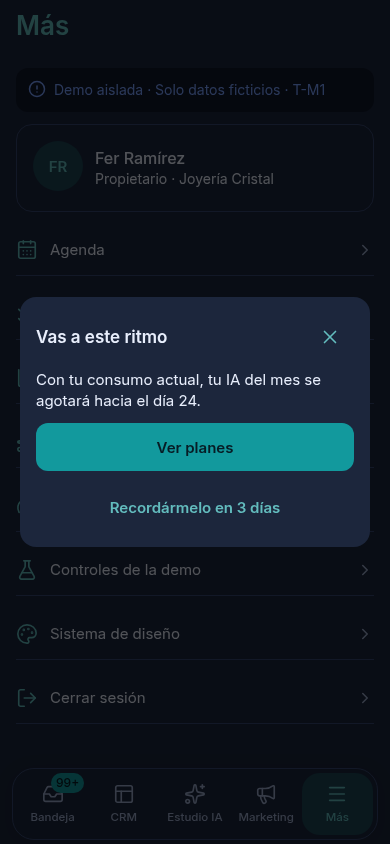 Más
Demo aislada · Solo datos ficticios · T-M1
FR
Fer Ramírez
Propietario · Joyería Cristal
Agenda
Vas a este ritmo
Con tu consumo actual, tu IA del mes se
agotará hacia el día 24.
Ver planes
Recordármelo en 3 días
Controles de la demo
Sistema de diseño
Cerrar sesión
99+
Bandeja
CRM
Estudio IA
Marketing
Más